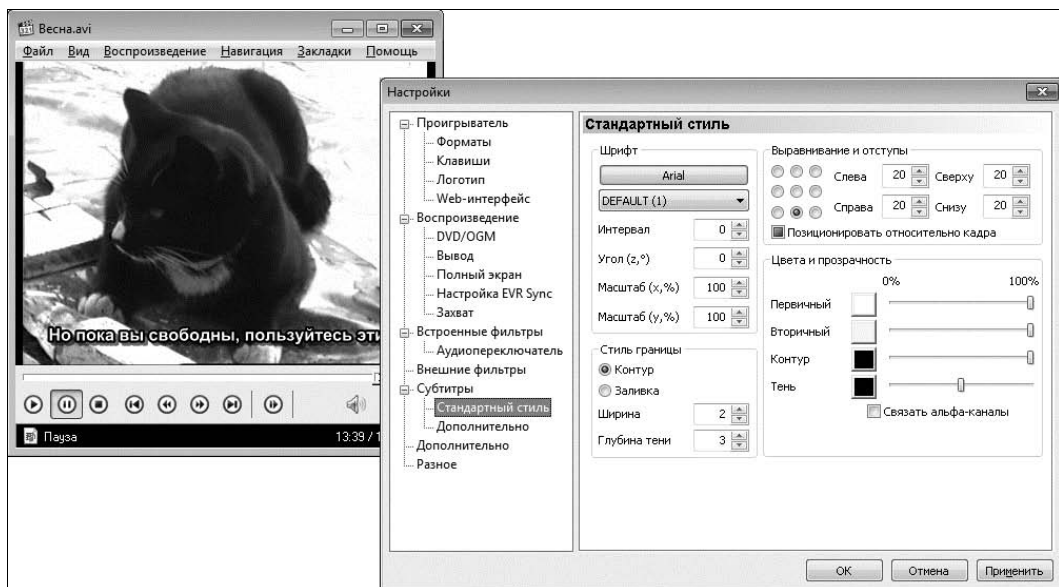 Весна.avi
Файл Вид Воспроизведение Навигация Закладки Помощь
Но пока вы свободны, пользуйтесь эти
Пауза
13:39 / 1
Настройки
Проигрыватель
Форматы
Клавиши
Логотип
Web-интерфейс
Воспроизведение
DVD/OGM
Вывод
Полный экран
Настройка EVR Sync
Захват
Встроенные фильтры
Аудиопереключатель
Внешние фильтры
Субтитры
Стандартный стиль
Дополнительно
Дополнительно
Разное
Стандартный стиль
Шрифт
Arial
DEFAULT (1)
Интервал 0
Угол (z,°) 0
Масштаб (x,%) 100
Масштаб (y,%) 100
Стиль границы
Контур
Заливка
Ширина 2
Глубина тени 3
Выравнивание и отступы
Слева 20 Сверху 20
Справа 20 Снизу 20
Позиционировать относительно кадра
Цвета и прозрачность
0% 100%
Первичный
Вторичный
Контур
Тень
Связать альфа-каналы
ОК Отмена Применить